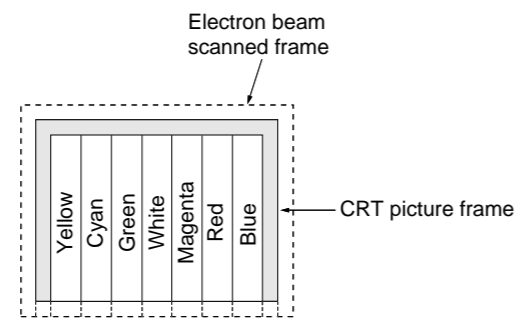 Electron beam
scanned frame
Yellow
Cyan
Green
White
Magenta
Red
Blue
CRT picture frame